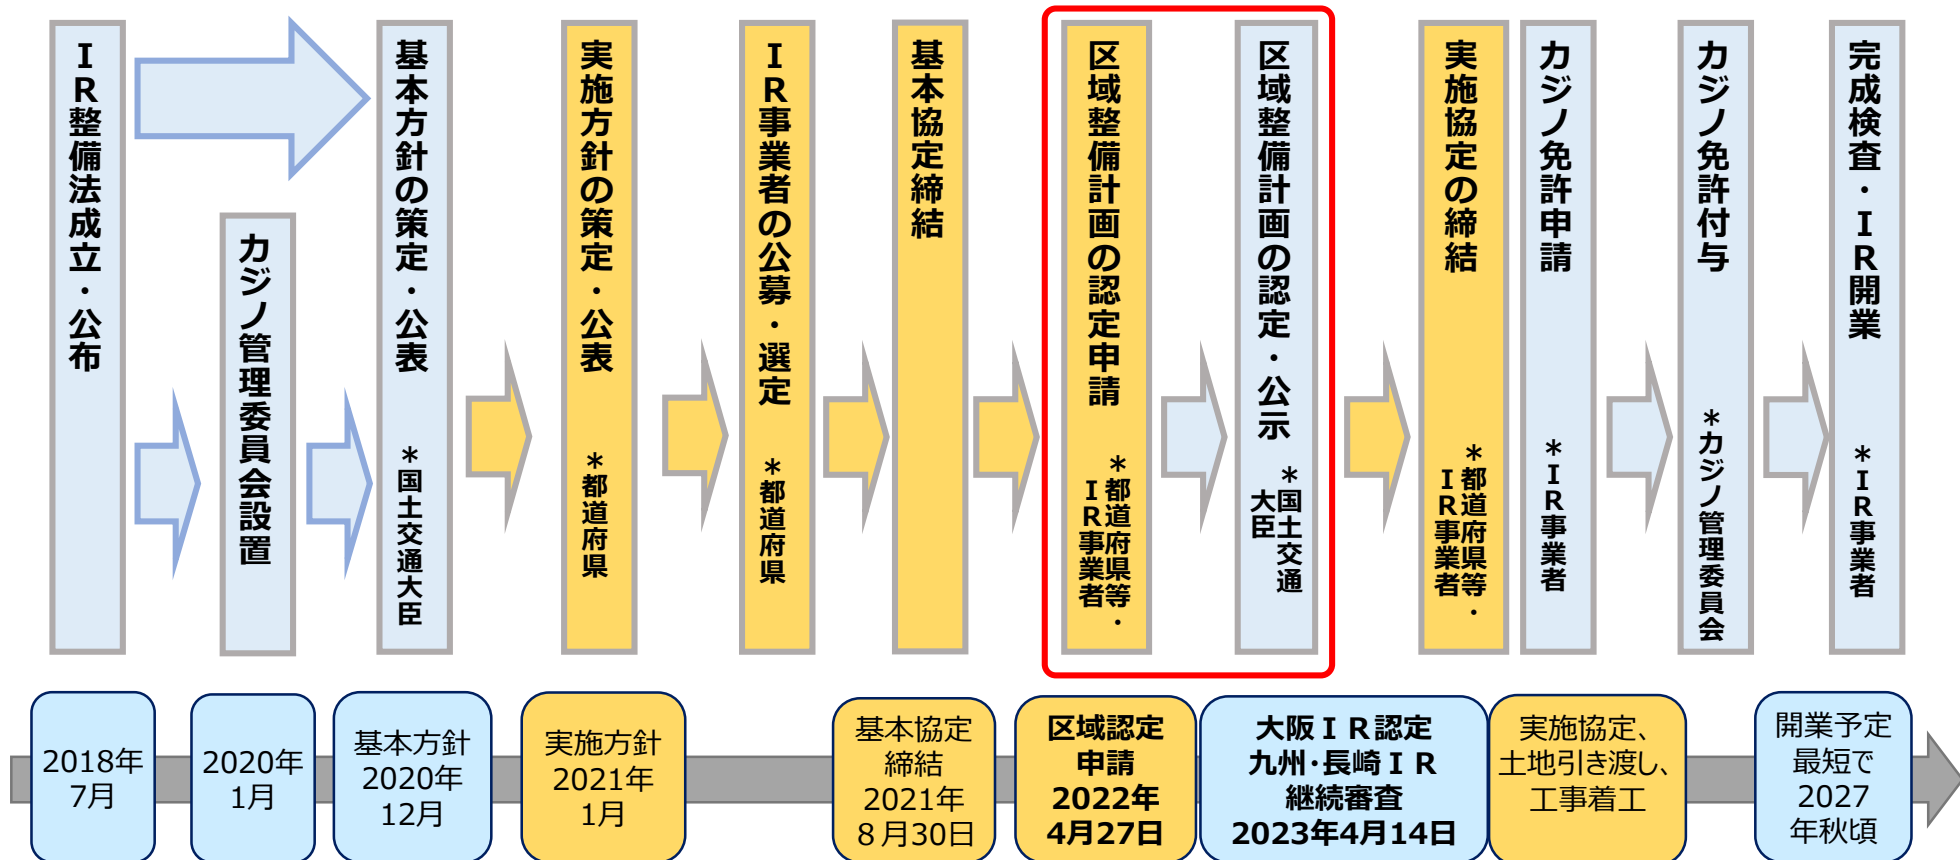 IR整備法成立・公布
カジノ管理委員会設置
基本方針の策定・公表
*国土交通大臣
実施方針の策定・公表
*都道府県
IR事業者の公募・選定
*都道府県
基本協定締結
区域整備計画の認定申請
*都道府県等・
IR事業者
区域整備計画の認定・公示
*国土交通
大臣
実施協定の締結
*都道府県等・
IR事業者
カジノ免許申請
*IR事業者
カジノ免許付与
*カジノ管理委員会
完成検査・IR開業
*IR事業者
2018年
7月
2020年
1月
基本方針
2020年
12月
実施方針
2021年
1月
基本協定
締結
2021年
8月30日
区域認定
申請
2022年
4月27日
大阪IR認定
九州・長崎IR
継続審査
2023年4月14日
実施協定、
土地引き渡し、
工事着工
開業予定
最短で
2027
年秋頃